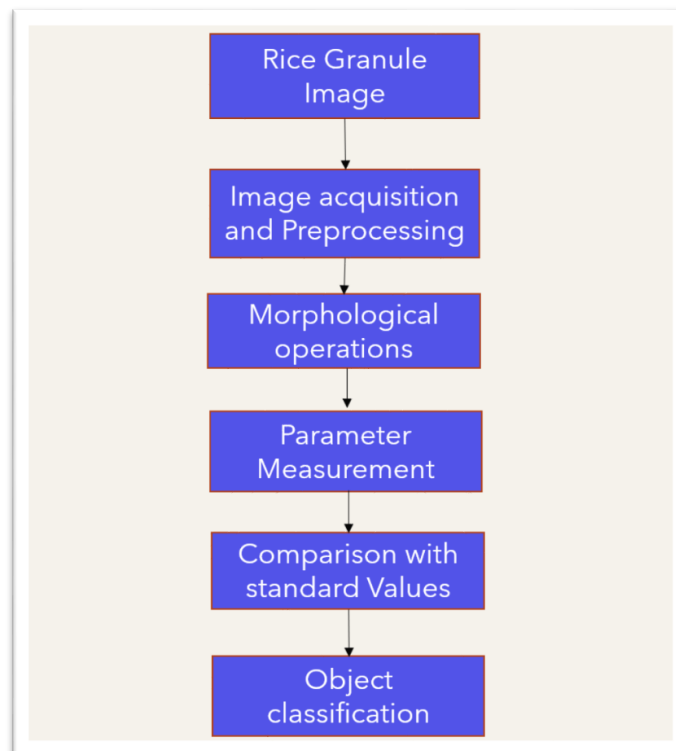 Rice Granule
Image
Image acquisition
and Preprocessing
Morphological
operations
Parameter
Measurement
Comparison with
standard Values
Object
classification